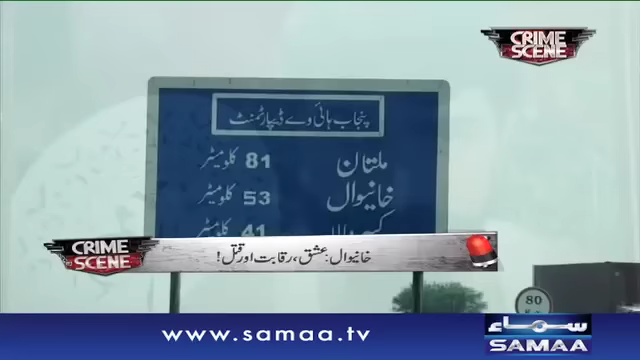 CRIME
SCENE
پنجاب ہائی وے ڈیپارٹمنٹ
ملتان 81 کلومیٹر
خانیوال 53 کلومیٹر
41 کلومیٹر
CRIME
SCENE
خانیوال: عشق، رقابت اور قتل!
80
www.samaa.tv
سماء
SAMAA